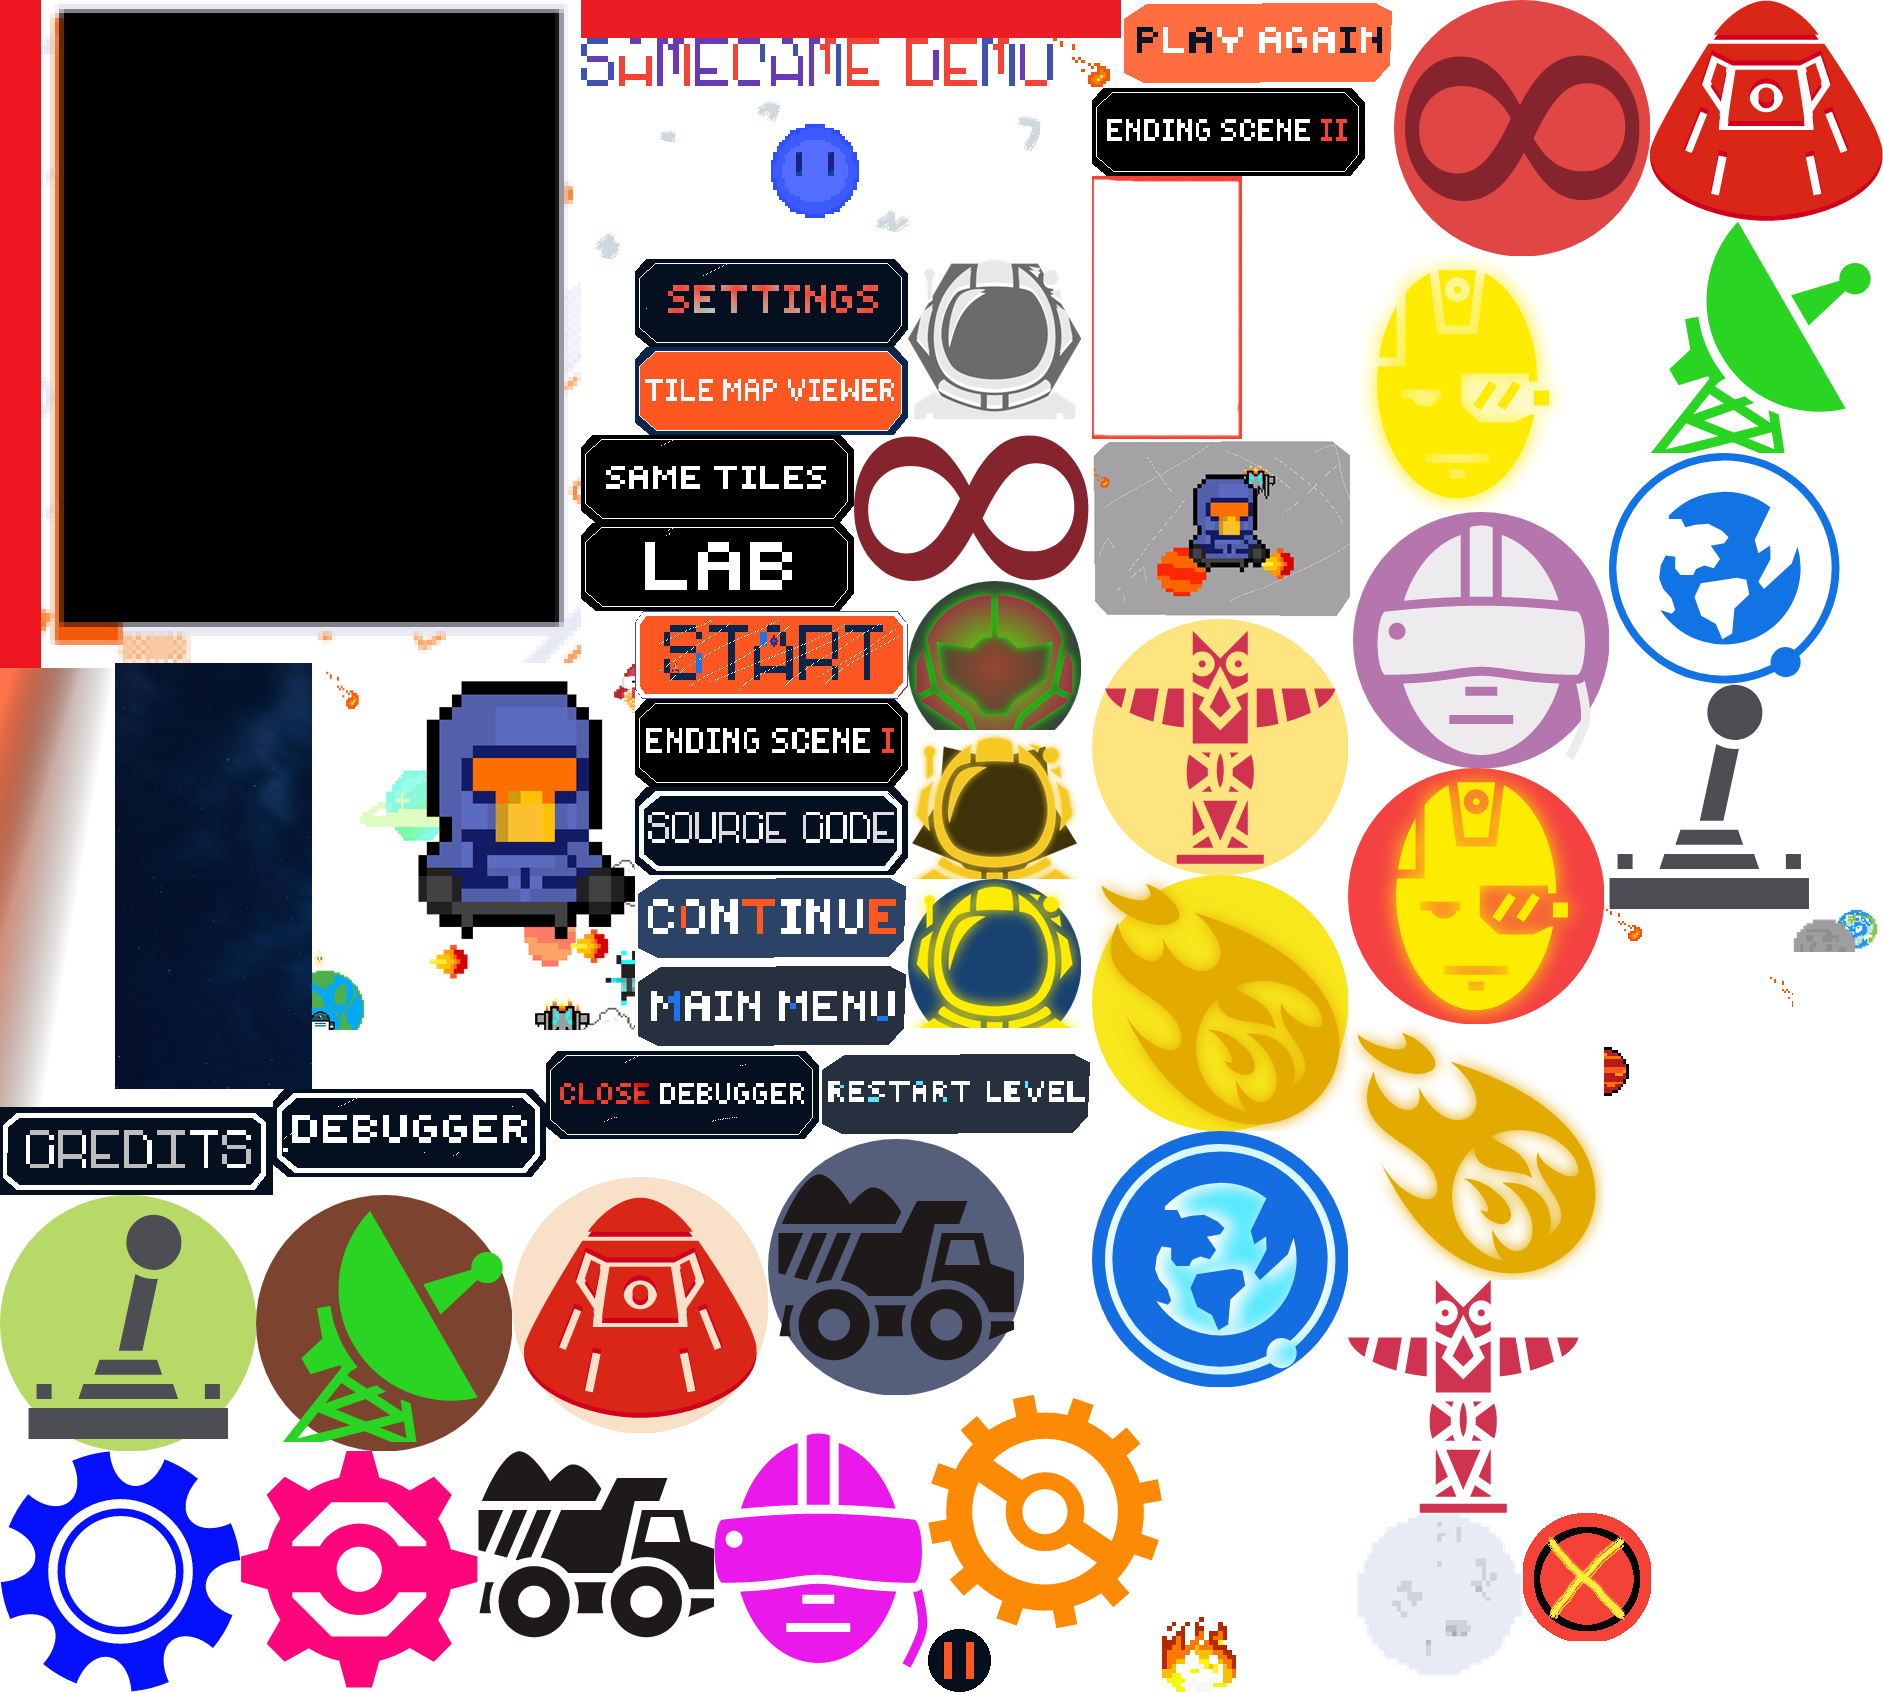 SAMEGAME DEMO
PLAY AGAIN
ENDING SCENE II
SETTINGS
TILE MAP VIEWER
SAME TILES
LAB
START
ENDING SCENE I
SOURCE CODE
CONTINUE
MAIN MENU
CLOSE DEBUGGER
RESTART LEVEL
DEBUGGER
CREDITS